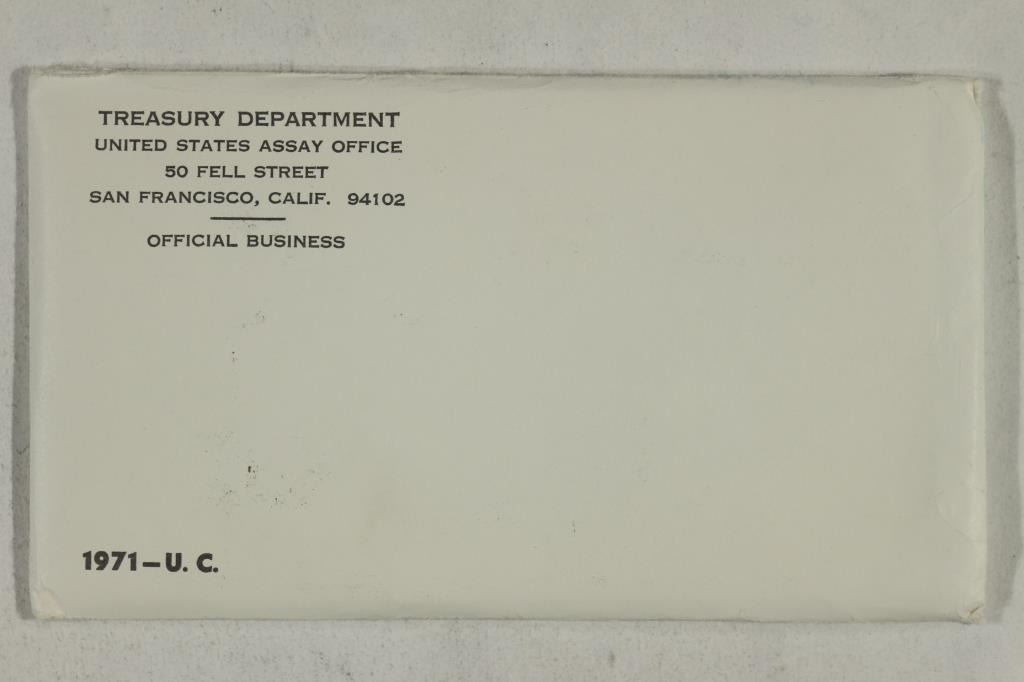 TREASURY DEPARTMENT
UNITED STATES ASSAY OFFICE
50 FELL STREET
SAN FRANCISCO, CALIF. 94102
OFFICIAL BUSINESS
1971-U. C.